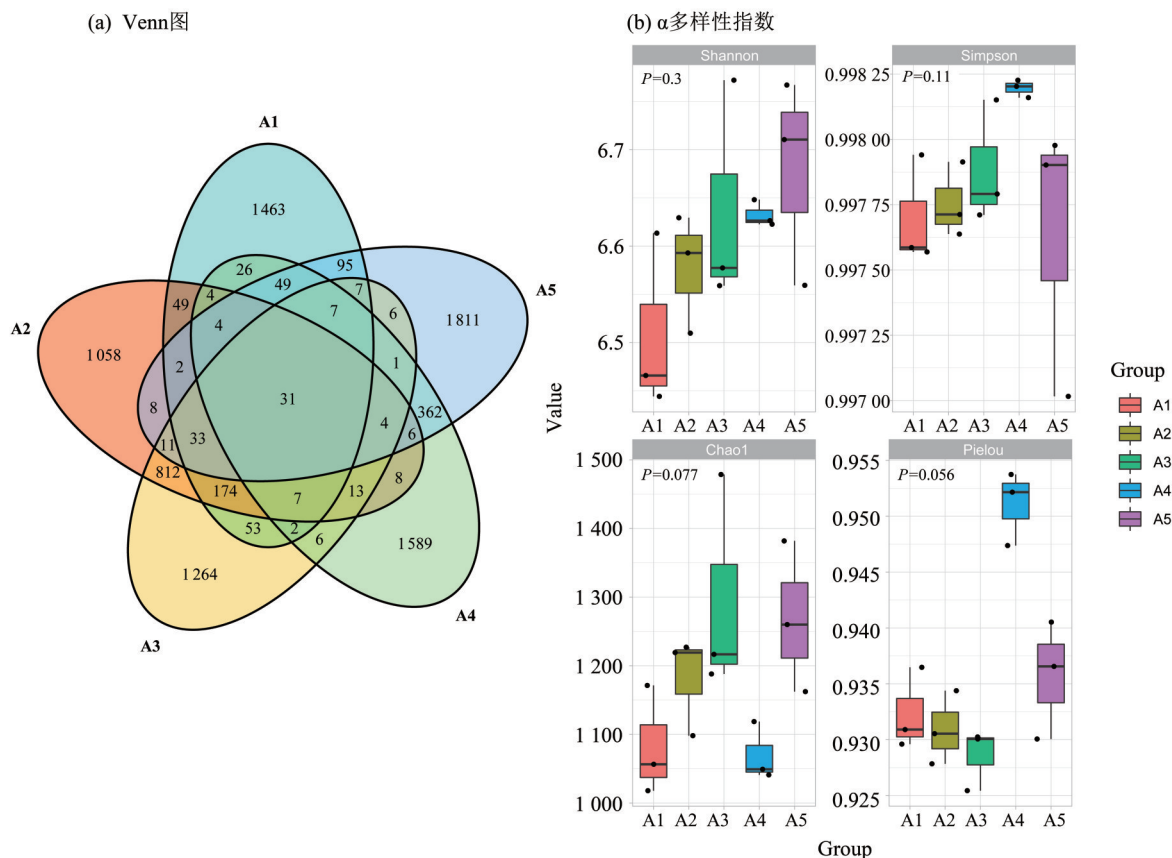 (a) Venn图
A1
1 463
26
95
49
7
6
A5
1 811
49
4
4
7
A2
1 058
2
1
31
8
362
4
6
33
11
812
8
174
7
13
53
2
6
1 589
1 264
A4
A3
(b) α多样性指数
Shannon
P=0.3
6.7
6.6
6.5
A1 A2 A3 A4 A5
Simpson
P=0.11
0.998 25
0.998 00
0.997 75
0.997 50
0.997 25
0.997 00
A1 A2 A3 A4 A5
Value
Chao1
P=0.077
1 500
1 400
1 300
1 200
1 100
1 000
A1 A2 A3 A4 A5
Pielou
P=0.056
0.955
0.950
0.945
0.940
0.935
0.930
0.925
A1 A2 A3 A4 A5
Group
Group
A1
A2
A3
A4
A5